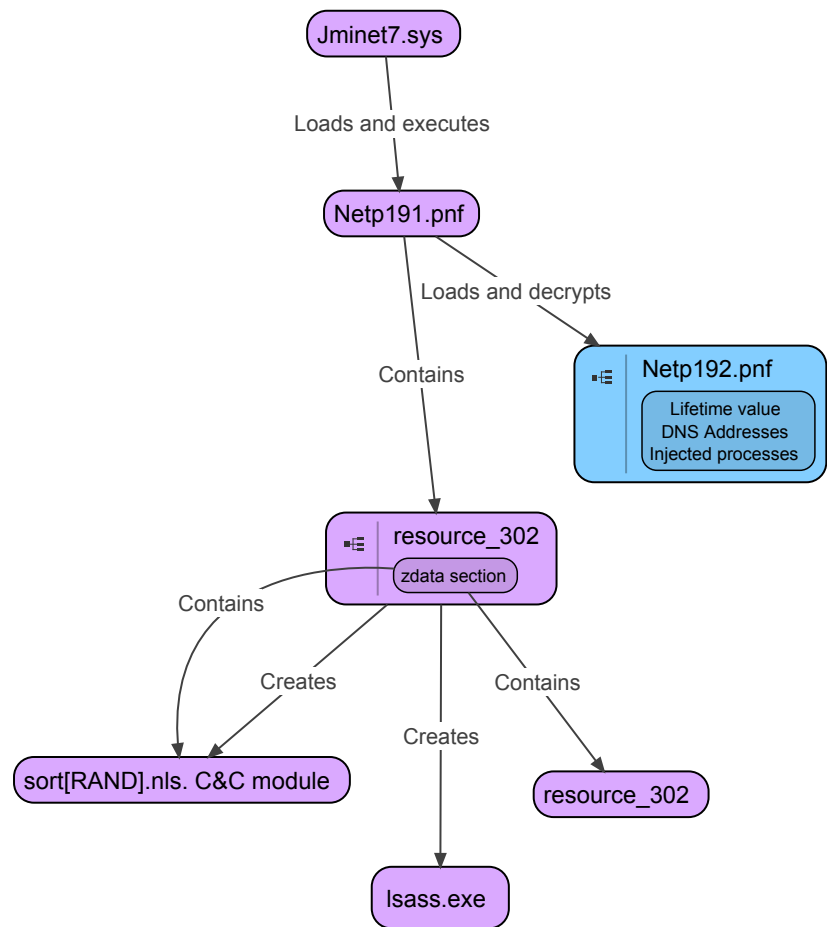 Jminet7.sys
Loads and executes
Netp191.pnf
Loads and decrypts
Netp192.pnf
Lifetime value
DNS Addresses
Injected processes
Contains
resource_302
zdata section
Contains
Creates
Contains
Creates
sort[RAND].nls. C&C module
resource_302
lsass.exe